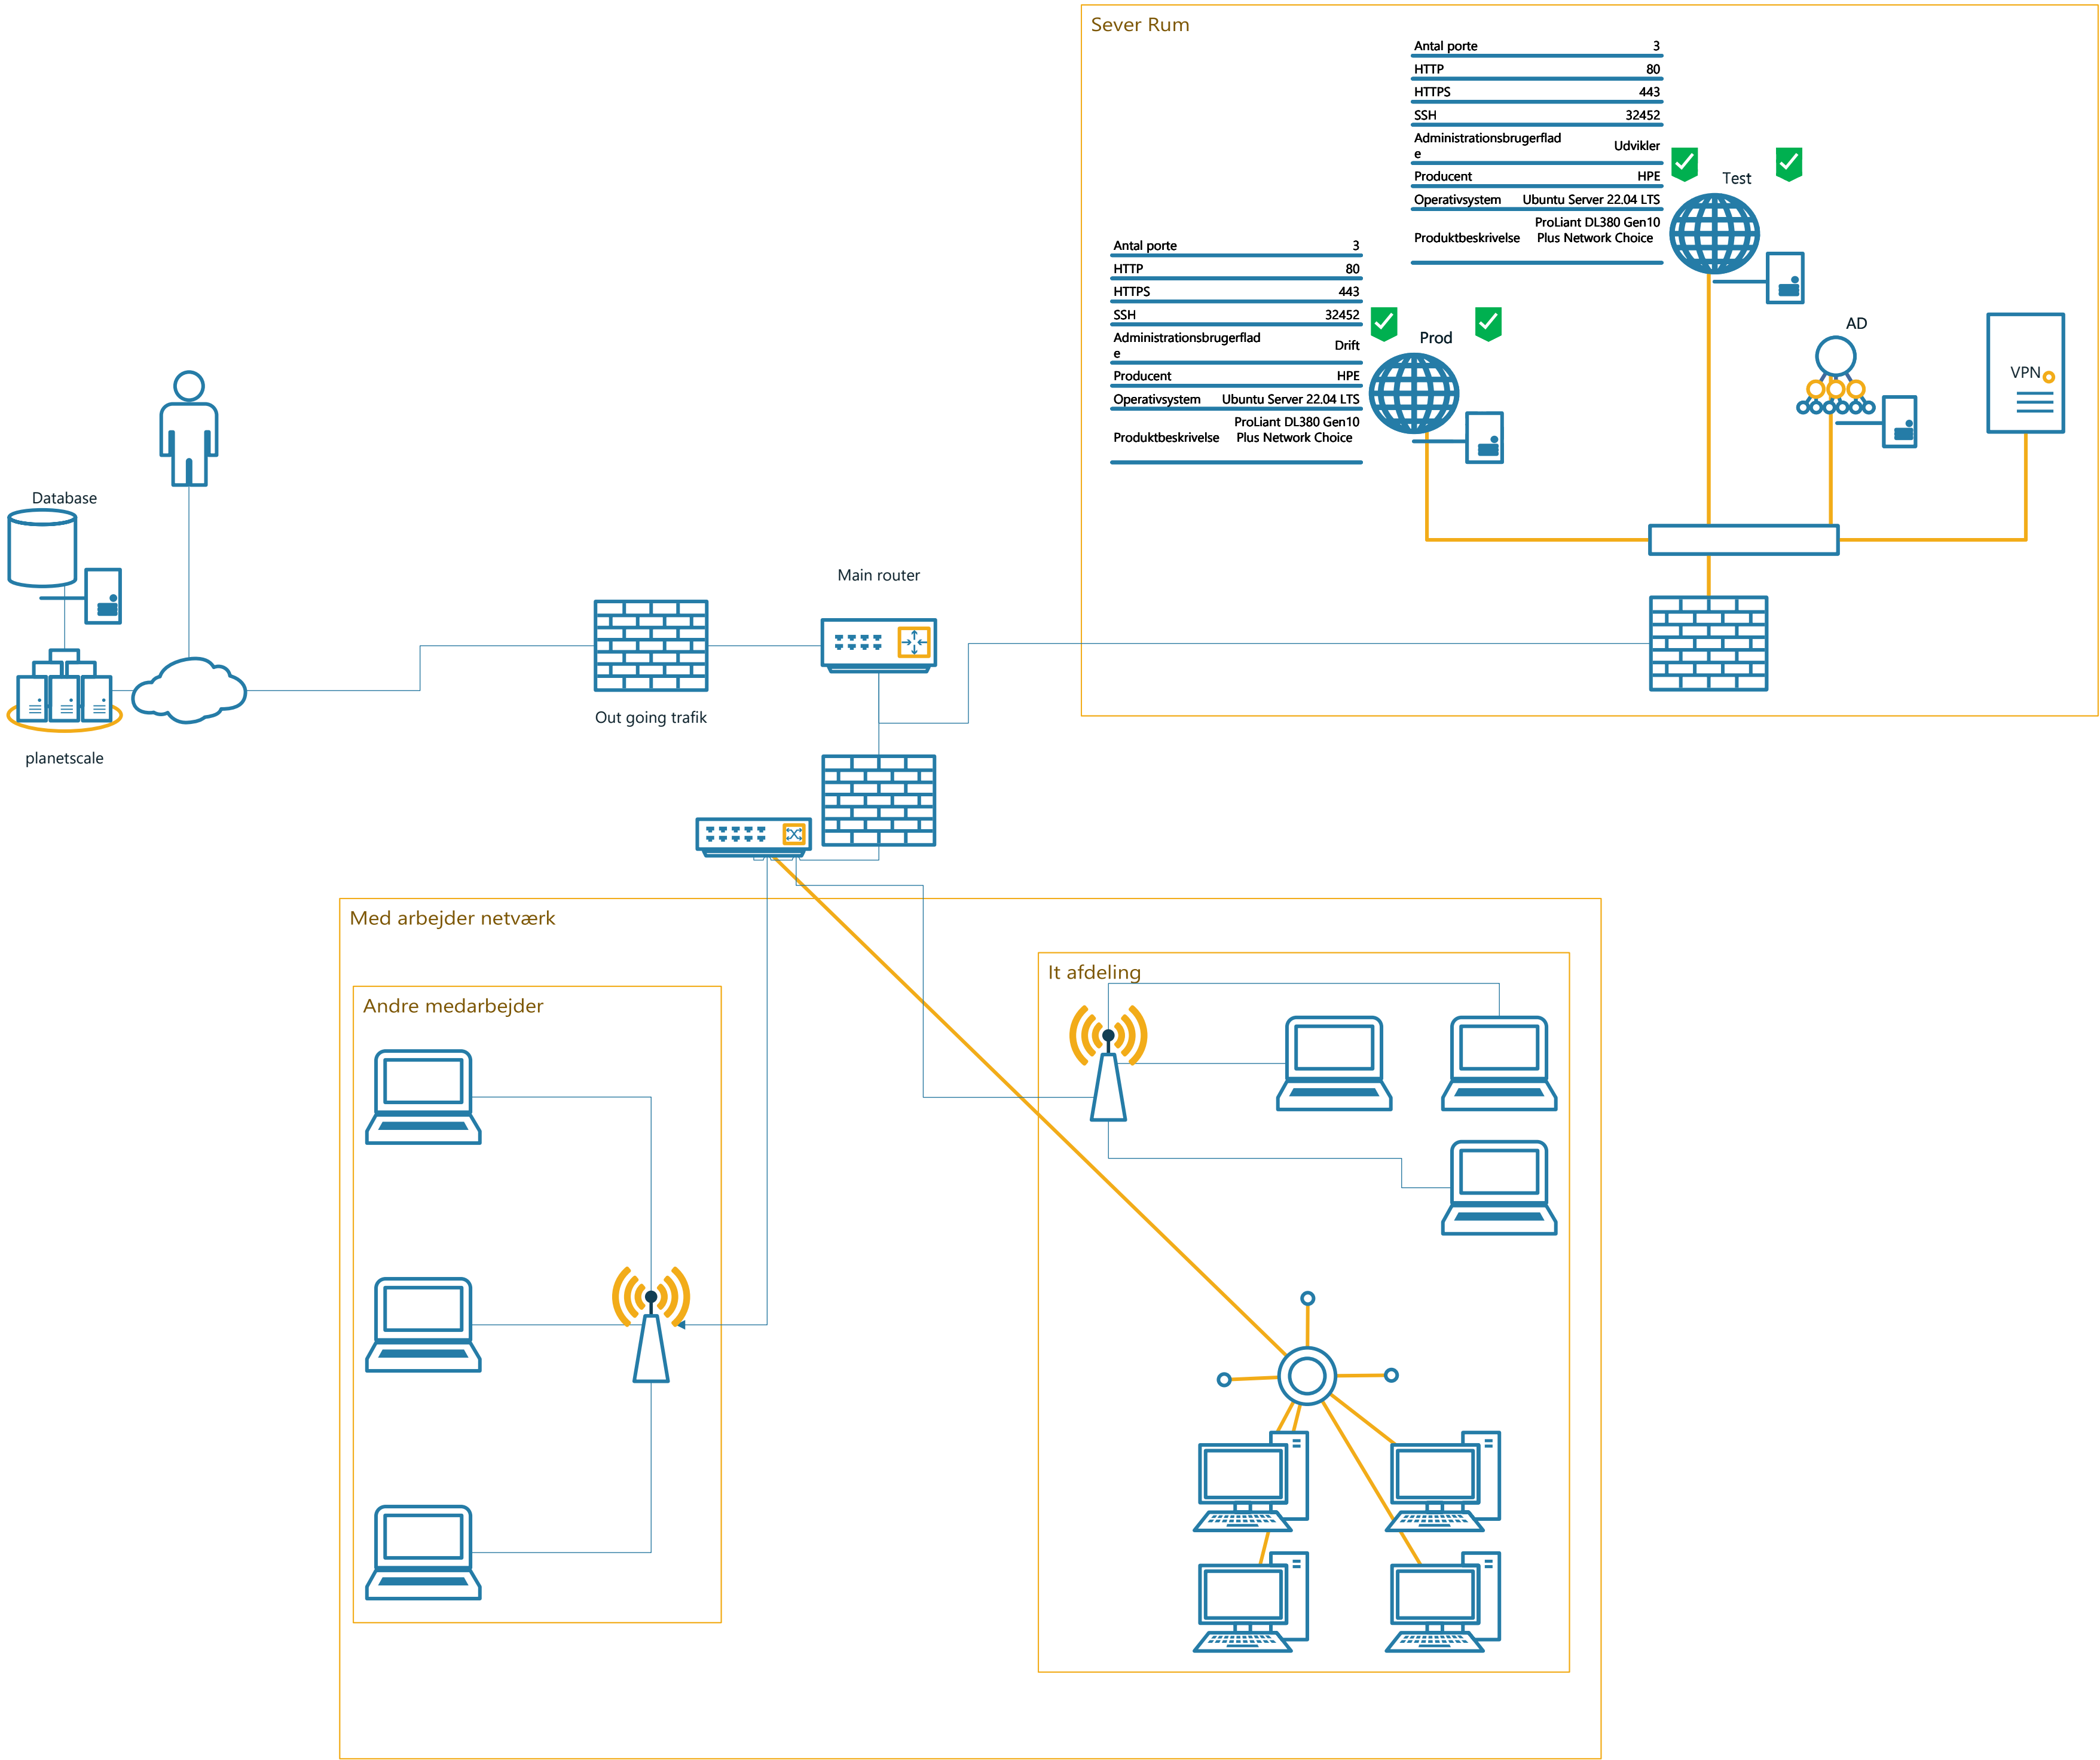 Sever Rum
Antal porte 3
HTTP 80
HTTPS 443
SSH 32452
Administrationsbrugerflad
e Udvikler
Producent HPE
Operativsystem Ubuntu Server 22.04 LTS
Produktbeskrivelse ProLiant DL380 Gen10
Plus Network Choice
Test
Antal porte 3
HTTP 80
HTTPS 443
SSH 32452
Administrationsbrugerflad
e Drift
Producent HPE
Operativsystem Ubuntu Server 22.04 LTS
Produktbeskrivelse ProLiant DL380 Gen10
Plus Network Choice
Prod
AD
VPN
Database
planetscale
Out going trafik
Main router
Med arbejder netværk
Andre medarbejder
It afdeling